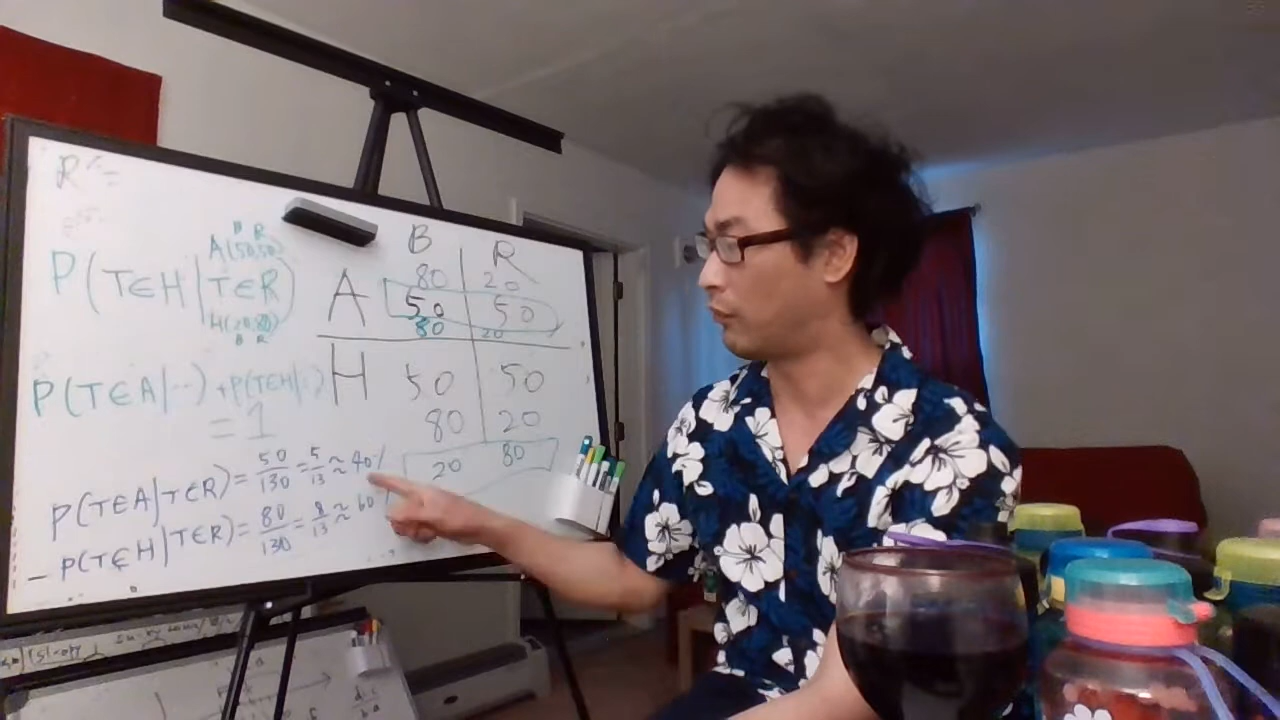 R
B R
A(50,50)
P(T∈H|T∈R)
H(20,80)
B R
P(T∈A|...) + P(T∈H|...)
= 1
P(T∈A|T∈R) = 50/130 = 5/13 ≈ 40%
P(T∈H|T∈R) = 80/130 = 8/13 ≈ 60
B R
80 20
A 50 50
80 20
H 50 50
80 20
20 80